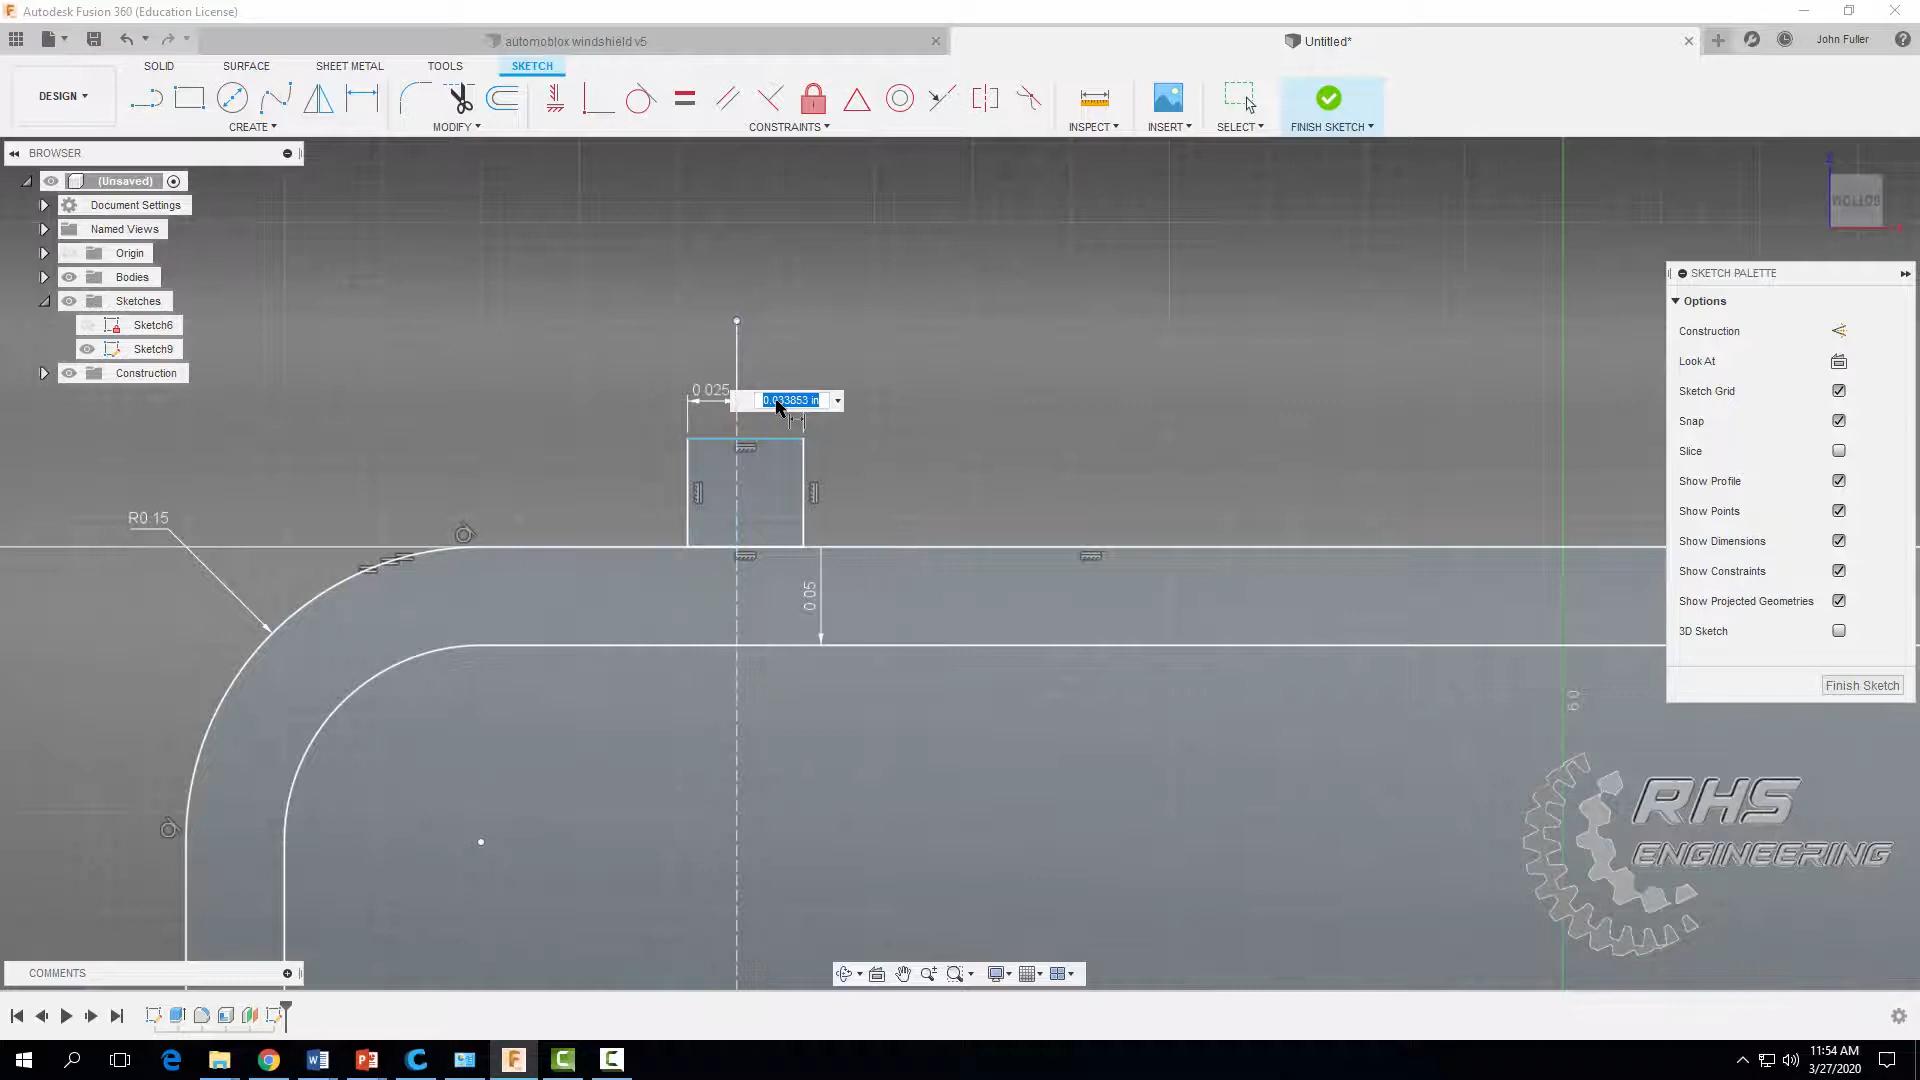 Autodesk Fusion 360 (Education License)
automoblox windshield v5
Untitled*
John Fuller
SOLID
SURFACE
SHEET METAL
TOOLS
SKETCH
DESIGN
CREATE
MODIFY
CONSTRAINTS
INSPECT
INSERT
SELECT
FINISH SKETCH
BROWSER
(Unsaved)
Document Settings
Named Views
Origin
Bodies
Sketches
Sketch6
Sketch9
Construction
BOTTOM
SKETCH PALETTE
Options
Construction
Look At
Sketch Grid
Snap
Slice
Show Profile
Show Points
Show Dimensions
Show Constraints
Show Projected Geometries
3D Sketch
Finish Sketch
0.025
0.033853 in
R0.15
0.05
RHS
ENGINEERING
COMMENTS
11:54 AM
3/27/2020